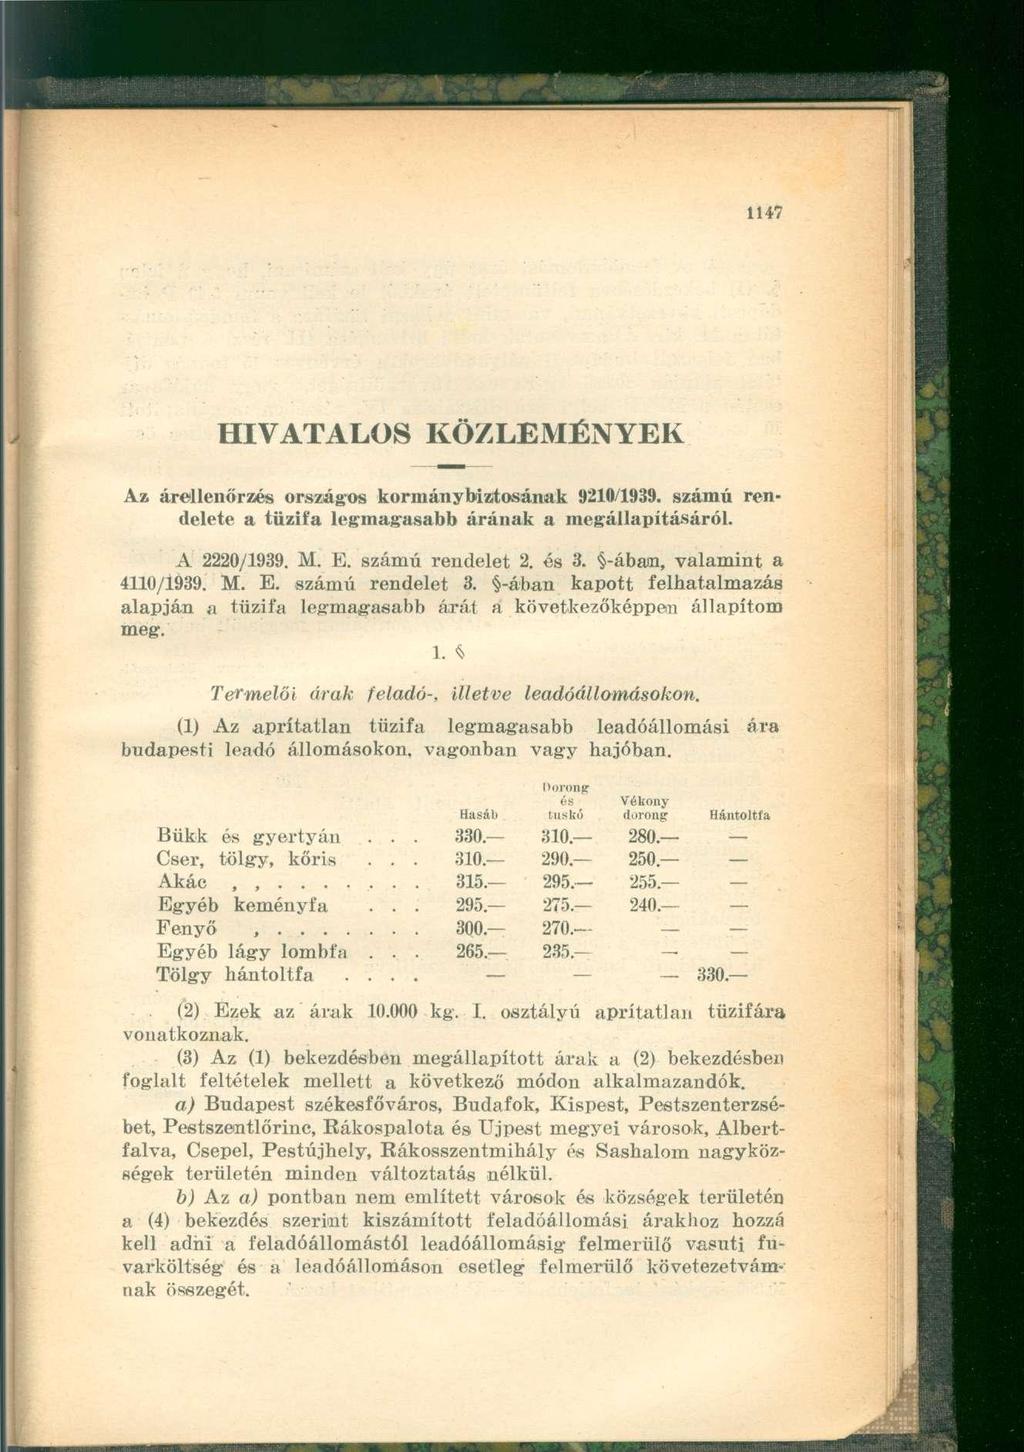 1147
HIVATALOS KÖZLEMÉNYEK
Az árellenőrzés országos kormánybiztosának 9210/1939. számú ren-
delete a tüzifa legmagasabb árának a megállapításáról.
A 2220/1939. M. E. számú rendelet 2. és 3. §-ában, valamint a
4110/1939. M. E. számú rendelet 3. §-ában kapott felhatalmazás
alapján a tüzifa legmagasabb árát a következőképpen állapítom
meg.
1. §
Termelői árak feladó-, illetve leadóállomásokon.
(1) Az aprítatlan tüzifa legmagasabb leadóállomási ára
budapesti leadó állomásokon, vagonban vagy hajóban.
Hasáb Dorong és tuskó Vékony dorong Hántoltfa
Bükk és gyertyán . . . 330.— 310.— 280.— —
Cser, tölgy, kőris . . . 310.— 290.— 250.— —
Akác , , . . . . . . . . 315.— 295.— 255.— —
Egyéb keményfa . . . 295.— 275.— 240.— —
Fenyő , . . . . . . . . 300.— 270.— — —
Egyéb lágy lombfa . . . 265.— 235.— — —
Tölgy hántoltfa . . . . — — — 330.—
(2) Ezek az árak 10.000 kg. I. osztályú aprítatlan tüzifára
vonatkoznak.
(3) Az (1) bekezdésben megállapított árak a (2) bekezdésben
foglalt feltételek mellett a következő módon alkalmazandók.
a) Budapest székesfőváros, Budafok, Kispest, Pestszenterzsé-
bet, Pestszentlőrinc, Rákospalota és Ujpest megyei városok, Albert-
falva, Csepel, Pestújhely, Rákosszentmihály és Sashalom nagyköz-
ségek területén minden változtatás nélkül.
b) Az a) pontban nem említett városok és községek területén
a (4) bekezdés szerint kiszámított feladóállomási árakhoz hozzá
kell adni a feladóállomástól leadóállomásig felmerülő vasuti fu-
varköltség és a leadóállomáson esetleg felmerülő követezetvám-
nak összegét.